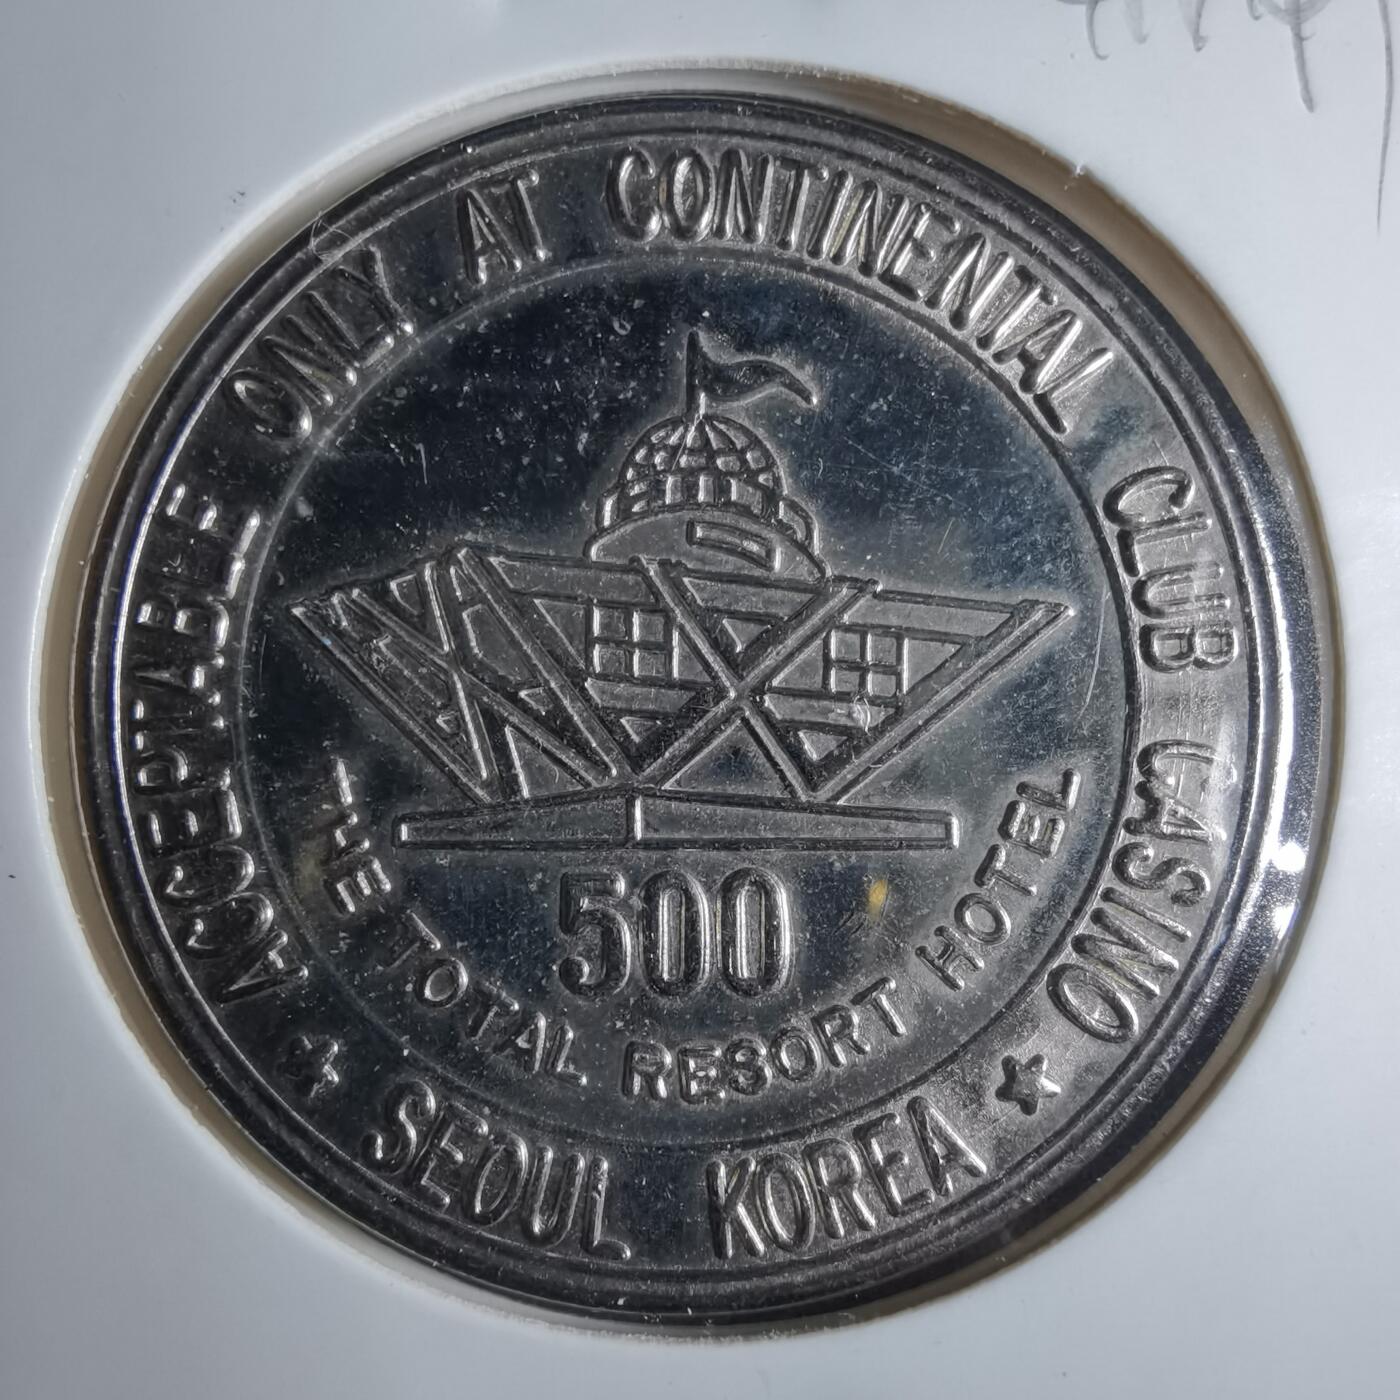 ACCEPTABLE ONLY AT CONTINENTAL CLUB CASINO
500
THE TOTAL RESORT HOTEL
SEOUL KOREA